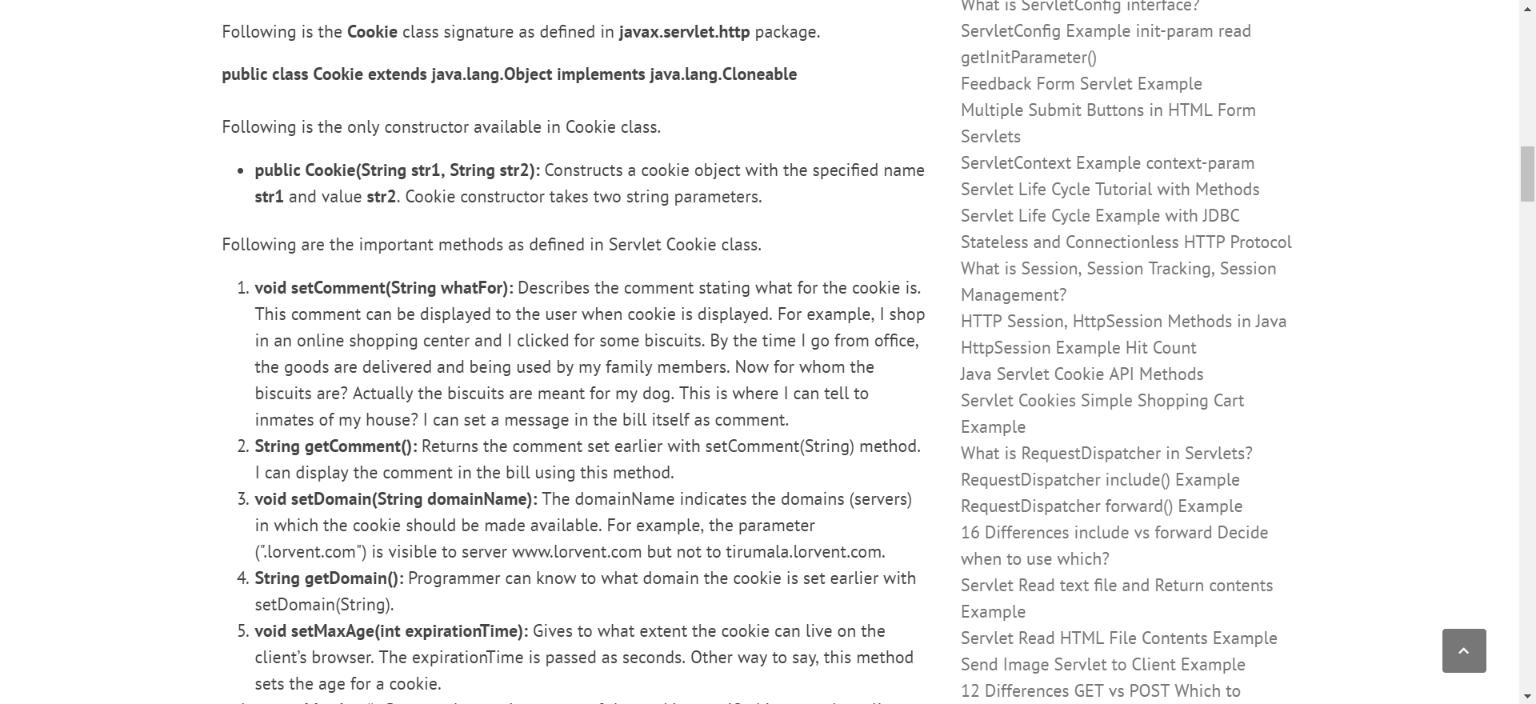 Following is the Cookie class signature as defined in javax.servlet.http package.
public class Cookie extends java.lang.Object implements java.lang.Cloneable
Following is the only constructor available in Cookie class.
• public Cookie(String str1, String str2): Constructs a cookie object with the specified name
str1 and value str2. Cookie constructor takes two string parameters.
Following are the important methods as defined in Servlet Cookie class.
1. void setComment(String whatFor): Describes the comment stating what for the cookie is.
This comment can be displayed to the user when cookie is displayed. For example, I shop
in an online shopping center and I clicked for some biscuits. By the time I go from office,
the goods are delivered and being used by my family members. Now for whom the
biscuits are? Actually the biscuits are meant for my dog. This is where I can tell to
inmates of my house? I can set a message in the bill itself as comment.
2. String getComment(): Returns the comment set earlier with setComment(String) method.
I can display the comment in the bill using this method.
3. void setDomain(String domainName): The domainName indicates the domains (servers)
in which the cookie should be made available. For example, the parameter
(".lorvent.com") is visible to server www.lorvent.com but not to tirumala.lorvent.com.
4. String getDomain(): Programmer can know to what domain the cookie is set earlier with
setDomain(String).
5. void setMaxAge(int expirationTime): Gives to what extent the cookie can live on the
client's browser. The expirationTime is passed as seconds. Other way to say, this method
sets the age for a cookie.
What is ServletConfig interface?
ServletConfig Example init-param read
getInitParameter()
Feedback Form Servlet Example
Multiple Submit Buttons in HTML Form
Servlets
ServletContext Example context-param
Servlet Life Cycle Tutorial with Methods
Servlet Life Cycle Example with JDBC
Stateless and Connectionless HTTP Protocol
What is Session, Session Tracking, Session
Management?
HTTP Session, HttpSession Methods in Java
HttpSession Example Hit Count
Java Servlet Cookie API Methods
Servlet Cookies Simple Shopping Cart
Example
What is RequestDispatcher in Servlets?
RequestDispatcher include() Example
RequestDispatcher forward() Example
16 Differences include vs forward Decide
when to use which?
Servlet Read text file and Return contents
Example
Servlet Read HTML File Contents Example
Send Image Servlet to Client Example
12 Differences GET vs POST Which to